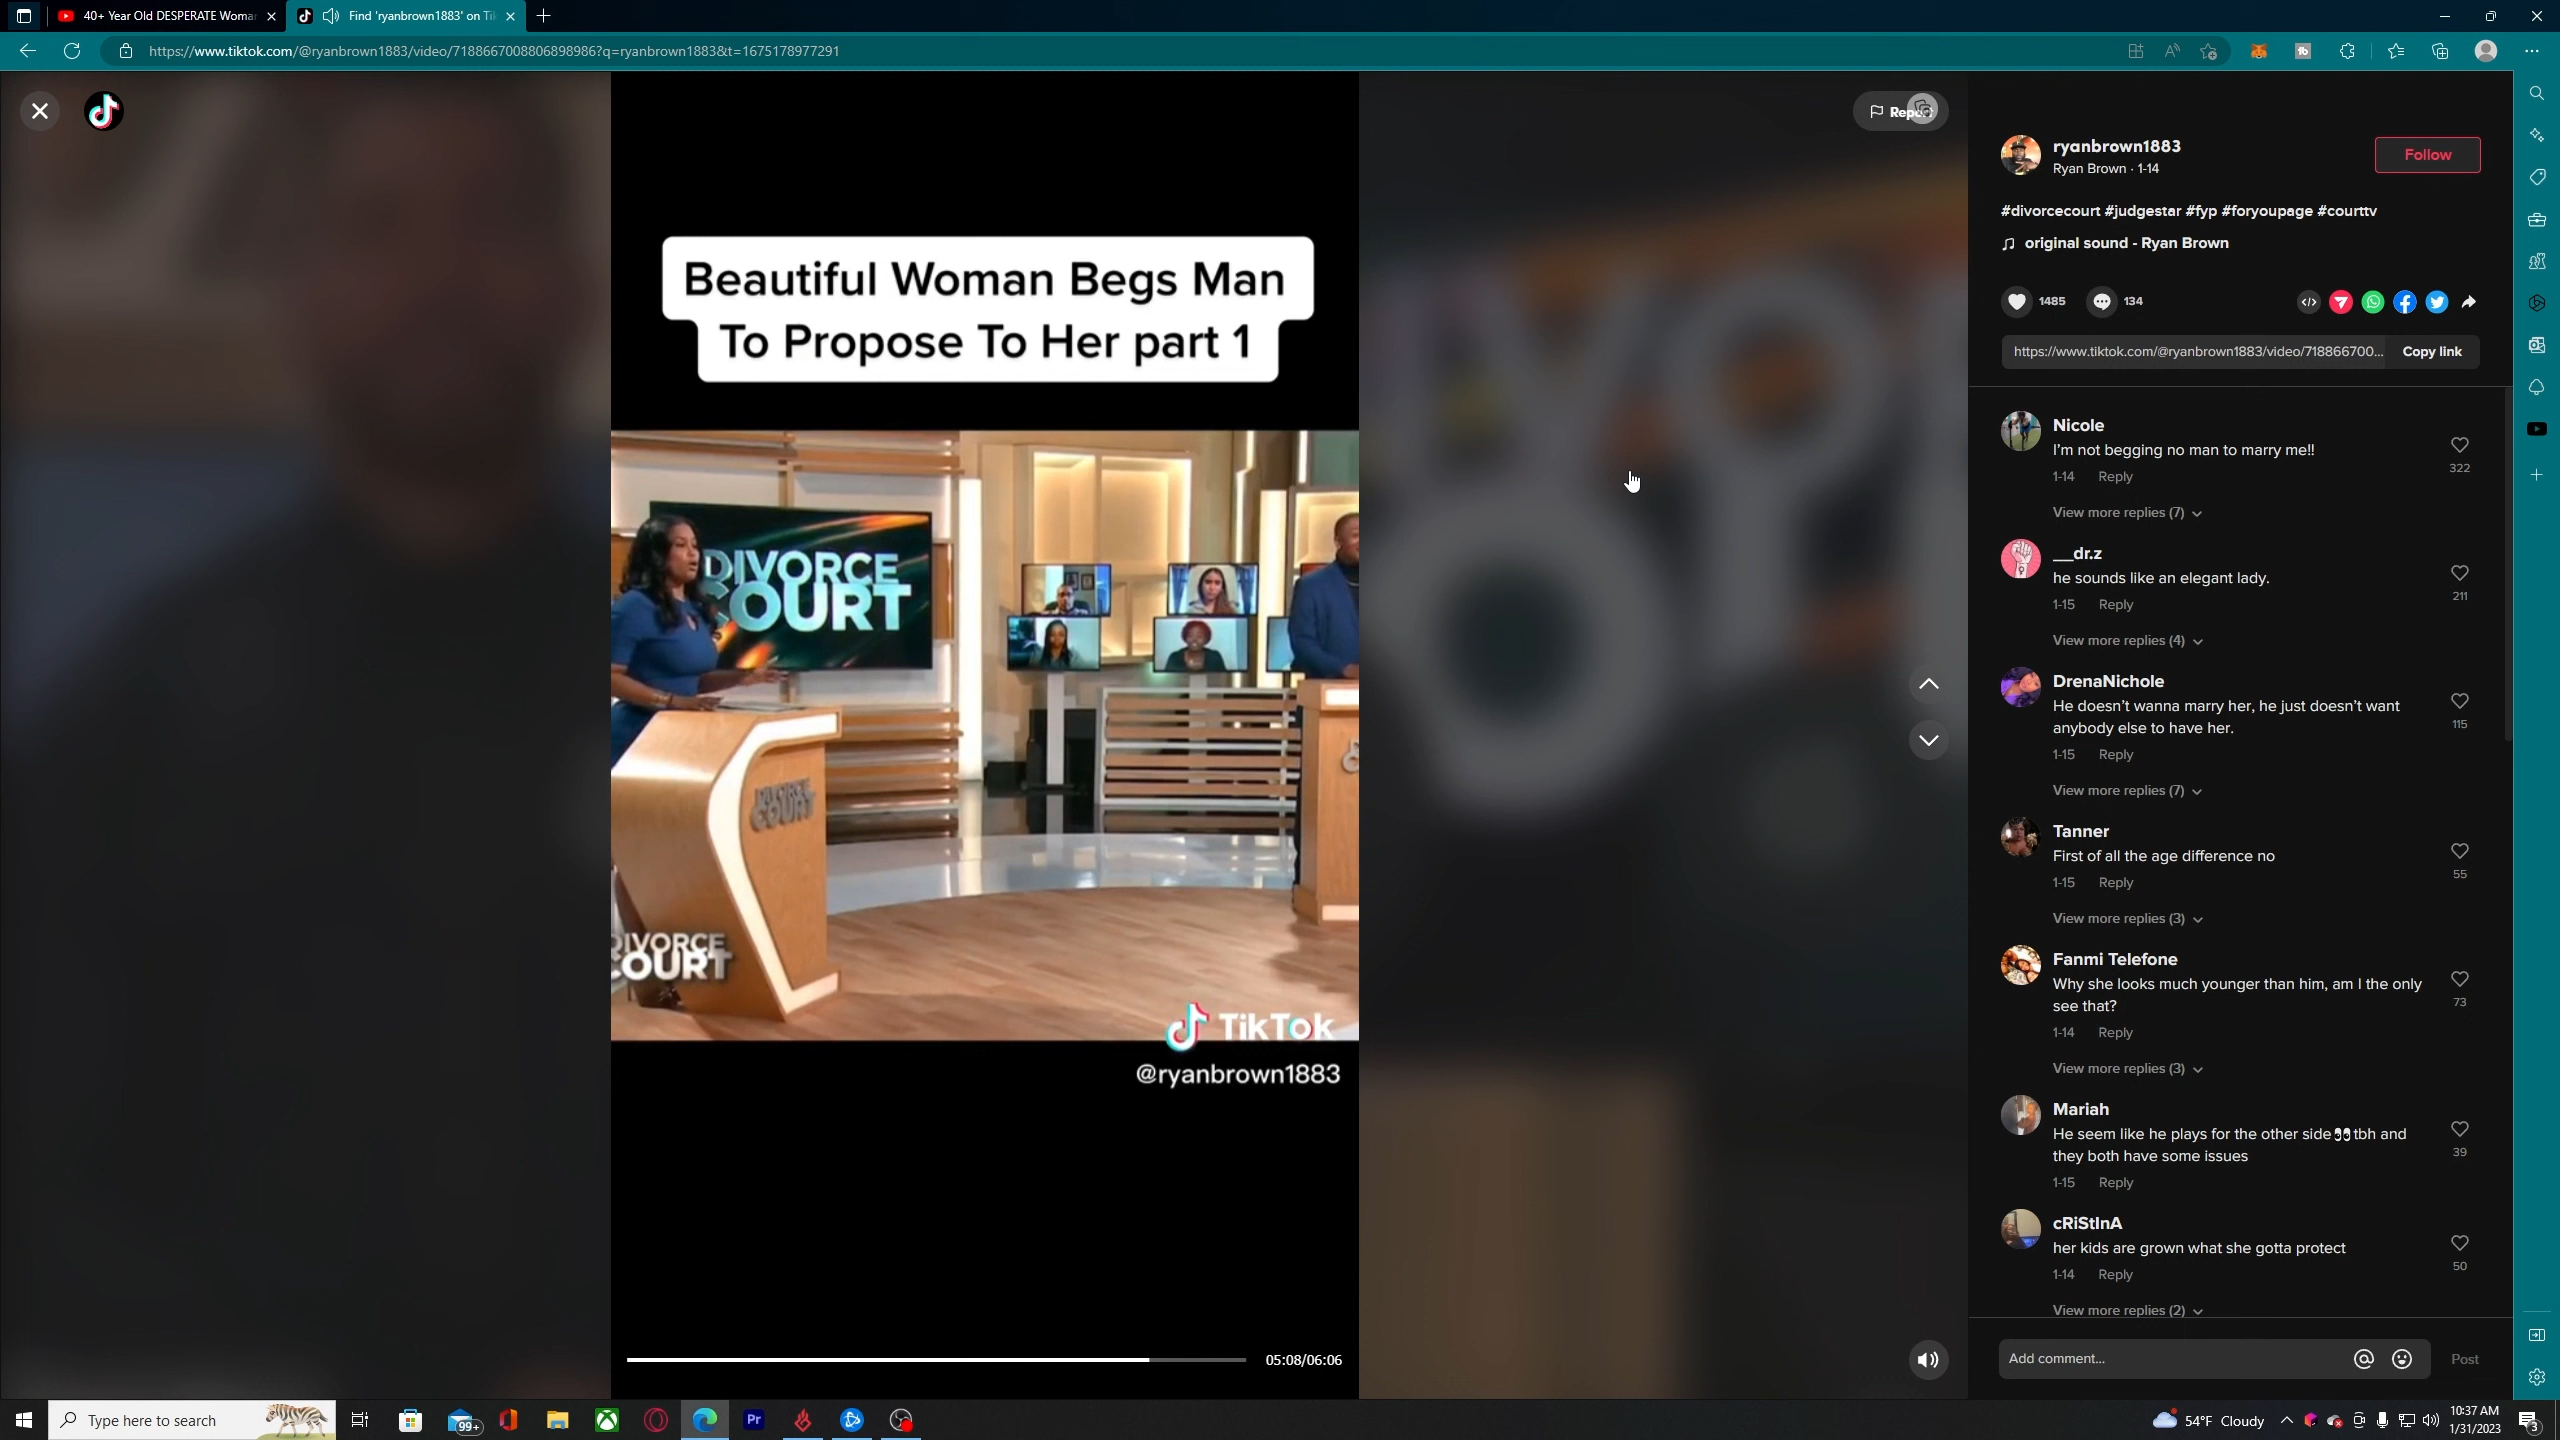 40+ Year Old DESPERATE Woma
Find 'ryanbrown1883' on Ti
https://www.tiktok.com/@ryanbrown1883/video/7188667008806898986?q=ryanbrown1883&t=1675178977291
Beautiful Woman Begs Man
To Propose To Her part 1
DIVORCE
COURT
DIVORCE
COURT
DIVORCE
COURT
TikTok
@ryanbrown1883
05:08/06:06
ryanbrown1883
Ryan Brown · 1-14
Follow
#divorcecourt #judgestar #fyp #foryoupage #courttv
original sound - Ryan Brown
1485
134
https://www.tiktok.com/@ryanbrown1883/video/718866700...
Copy link
Nicole
I'm not begging no man to marry me!!
322
1-14 Reply
View more replies (7)
__dr.z
he sounds like an elegant lady.
211
1-15 Reply
View more replies (4)
DrenaNichole
He doesn't wanna marry her, he just doesn't want
anybody else to have her.
115
1-15 Reply
View more replies (7)
Tanner
First of all the age difference no
55
1-15 Reply
View more replies (3)
Fanmi Telefone
Why she looks much younger than him, am I the only
see that?
73
1-14 Reply
View more replies (3)
Mariah
He seem like he plays for the other side👀tbh and
they both have some issues
39
1-15 Reply
cRiStInA
her kids are grown what she gotta protect
50
1-14 Reply
View more replies (2)
Add comment...
Post
Type here to search
99+
Pr
54°F Cloudy
10:37 AM
1/31/2023
3